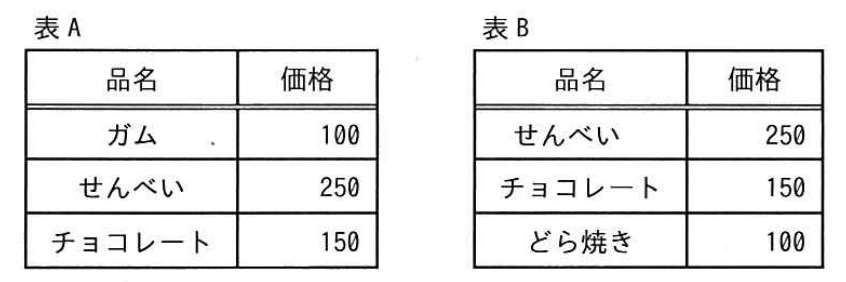 表A
品名 価格
ガム 100
せんべい 250
チョコレート 150
表B
品名 価格
せんべい 250
チョコレート 150
どら焼き 100